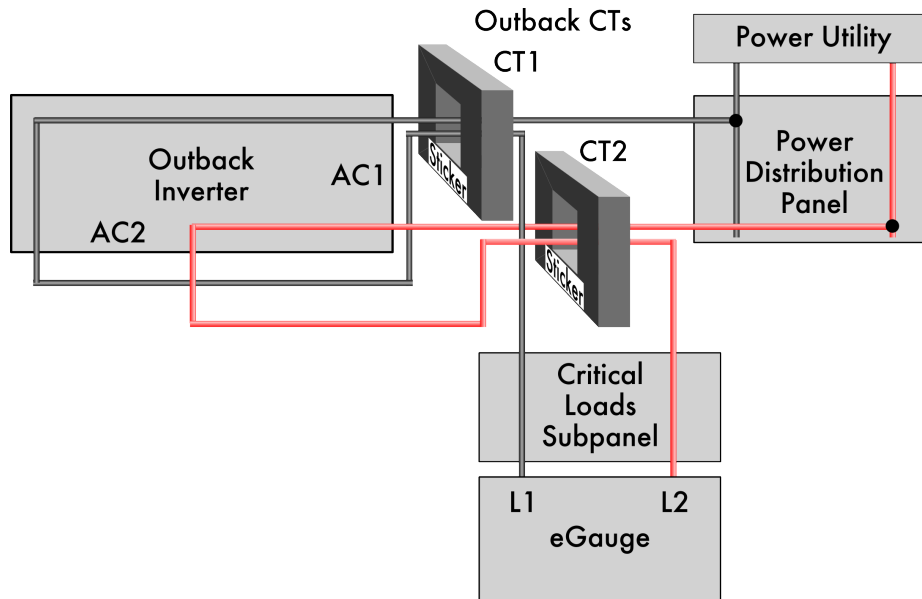 Outback CTs
CT1
Power Utility
Outback
Inverter
AC1
AC2
Sticker
CT2
Sticker
Power
Distribution
Panel
Critical
Loads
Subpanel
L1
L2
eGauge